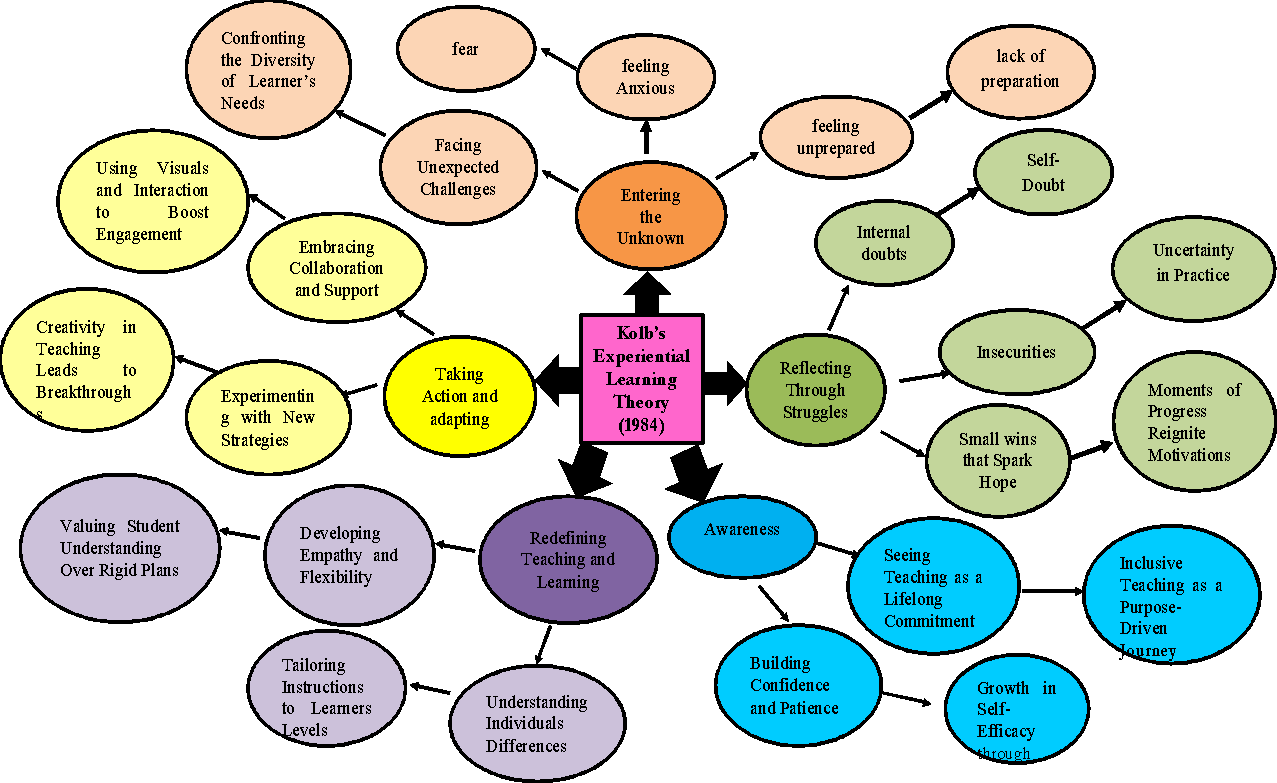 Confronting
the Diversity
of Learner's
Needs
fear
feeling
Anxious
lack of
preparation
feeling
unprepared
Facing
Unexpected
Challenges
Entering
the
Unknown
Self-
Doubt
Using Visuals
and Interaction
to Boost
Engagement
Embracing
Collaboration
and Support
Internal
doubts
Uncertainty
in Practice
Creativity in
Teaching
Leads to
Breakthrough
s
Experimentin
g with New
Strategies
Taking
Action and
adapting
Kolb's
Experiential
Learning
Theory
(1984)
Reflecting
Through
Struggles
Insecurities
Small wins
that Spark
Hope
Moments of
Progress
Reignite
Motivations
Valuing Student
Understanding
Over Rigid Plans
Developing
Empathy and
Flexibility
Redefining
Teaching and
Learning
Awareness
Seeing
Teaching as a
Lifelong
Commitment
Inclusive
Teaching as a
Purpose-
Driven
Journey
Tailoring
Instructions
to Learners
Levels
Understanding
Individuals
Differences
Building
Confidence
and Patience
Growth in
Self-
Efficacy
through